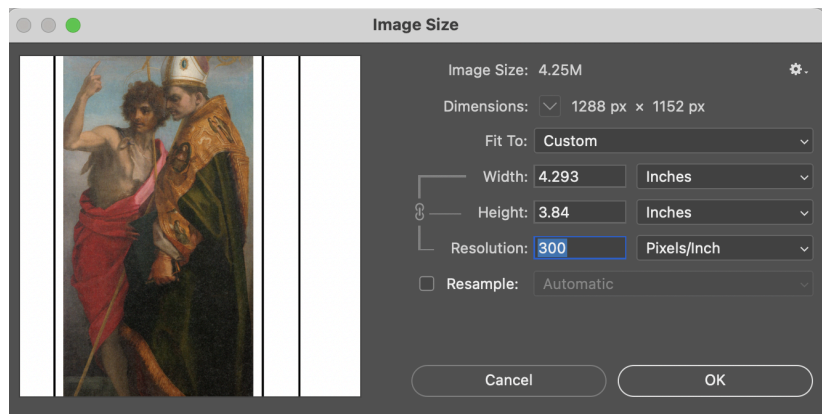 Image Size
Image Size: 4.25M
Dimensions: 1288 px × 1152 px
Fit To: Custom
Width: 4.293 Inches
Height: 3.84 Inches
Resolution: 300 Pixels/Inch
Resample: Automatic
Cancel OK